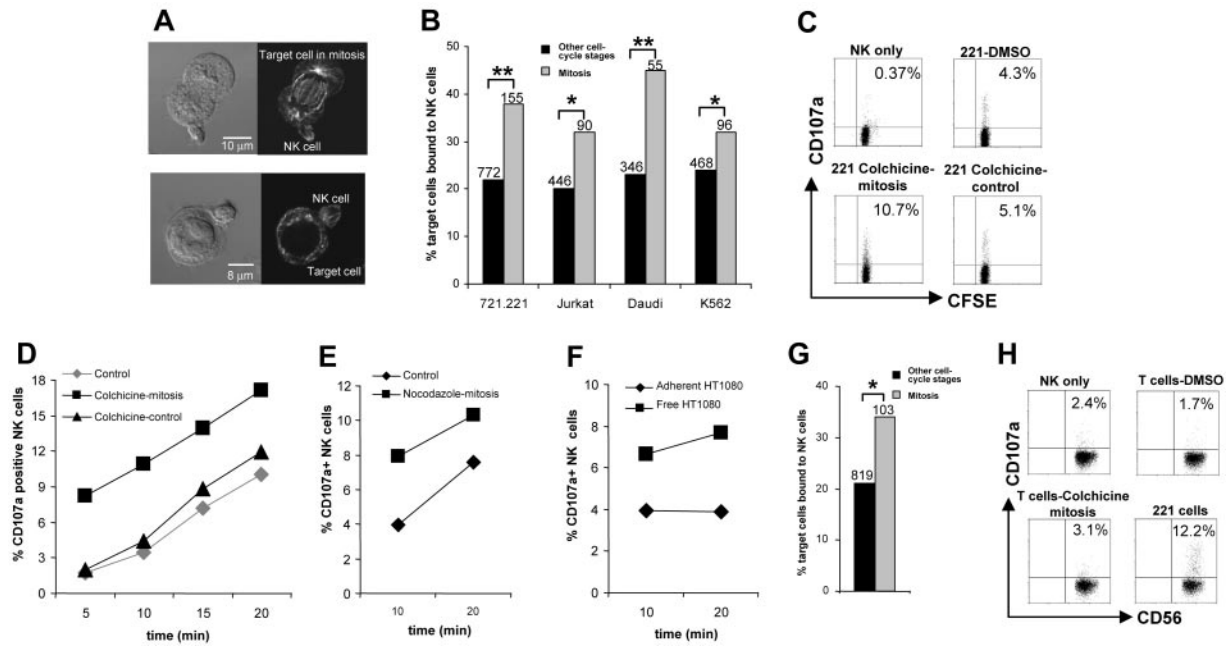 A
Target cell in mitosis
10 μm
NK cell
NK cell
8 μm
Target cell
B
% target cells bound to NK cells
50
40
30
20
10
0
Other cell-
cycle stages
Mitosis
**
*
**
*
772
155
446
90
346
55
468
96
721.221
Jurkat
Daudi
K562
C
NK only
0.37%
221-DMSO
4.3%
221 Colchicine-
mitosis
10.7%
221 Colchicine-
control
5.1%
CD107a
CFSE
D
% CD107a positive NK cells
18
15
12
9
6
3
0
Control
Colchicine-mitosis
Colchicine-control
5
10
15
20
time (min)
E
% CD107a+ NK cells
12
10
8
6
4
2
0
Control
Nocodazole-mitosis
10
20
time (min)
F
% CD107a+ NK cells
10
8
6
4
2
0
Adherent HT1080
Free HT1080
10
20
time (min)
G
% target cells bound to NK cells
40
30
20
10
0
Other cell-
cycle stages
Mitosis
*
819
103
H
NK only
2.4%
T cells-DMSO
1.7%
T cells-Colchicine
mitosis
3.1%
221 cells
12.2%
CD107a
CD56